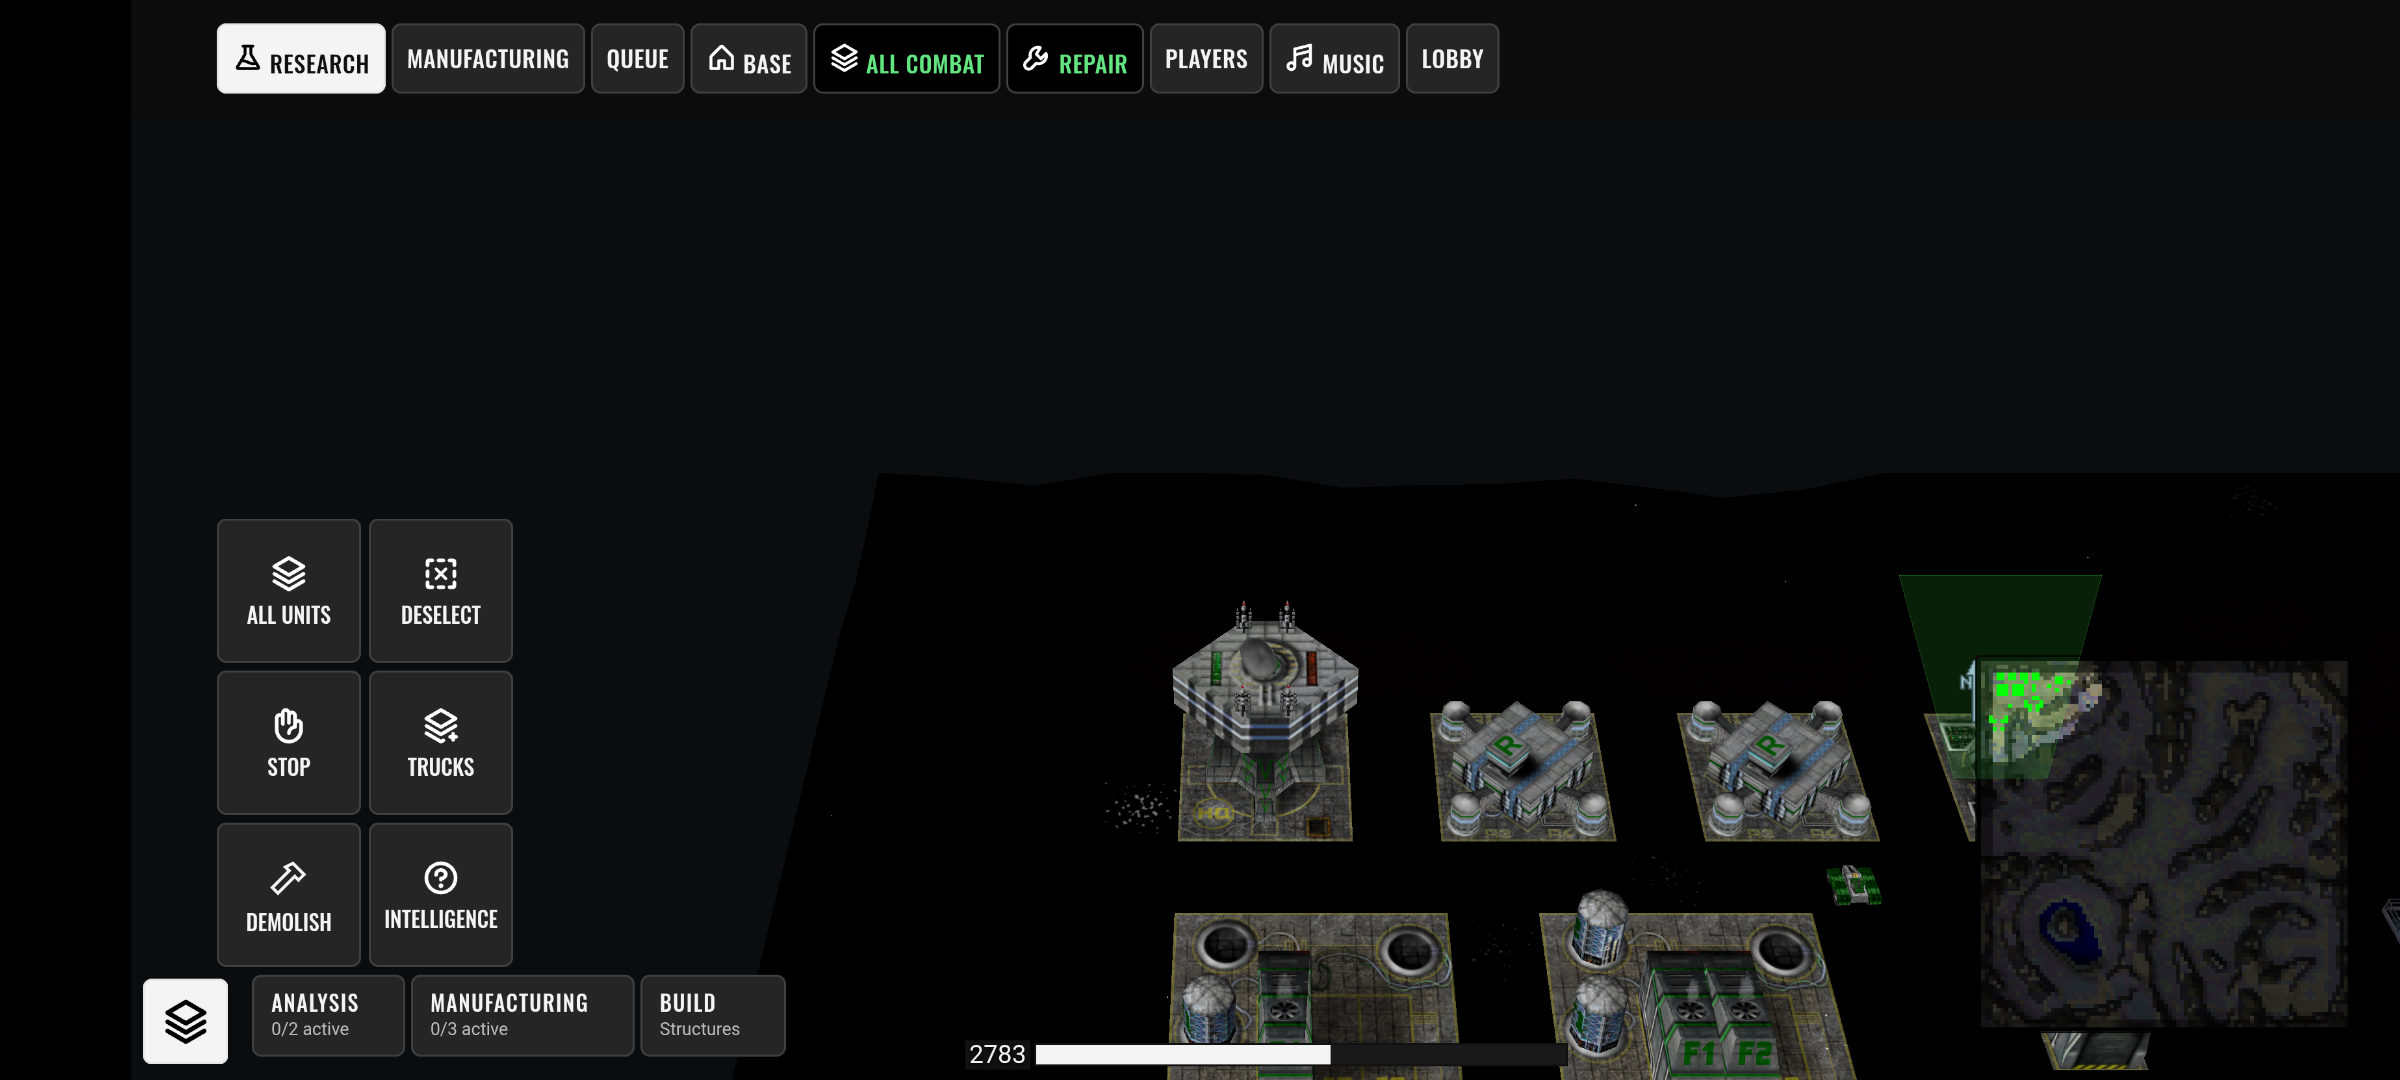 RESEARCH
MANUFACTURING
QUEUE
BASE
ALL COMBAT
REPAIR
PLAYERS
MUSIC
LOBBY
ALL UNITS
DESELECT
STOP
TRUCKS
DEMOLISH
INTELLIGENCE
ANALYSIS
0/2 active
MANUFACTURING
0/3 active
BUILD
Structures
2783
R
R
N
HQ
F1 F2